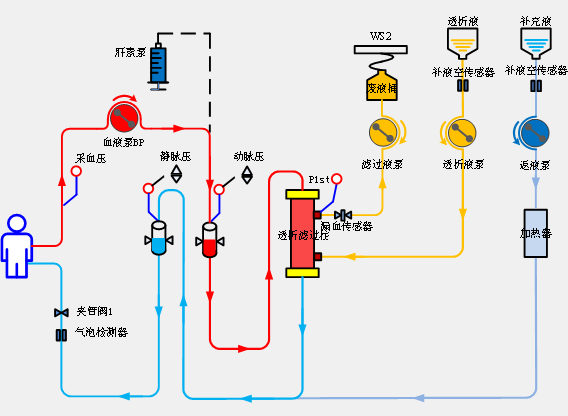 WS2
透析液
补充液
肝素泵
补液空传感器
补液空传感器
废液桶
血液泵BP
采血压
静脉压
动脉压
滤过液泵
透析液泵
返液泵
P1st
漏血传感器
透析滤过柱
加热器
夹管阀1
气泡检测器